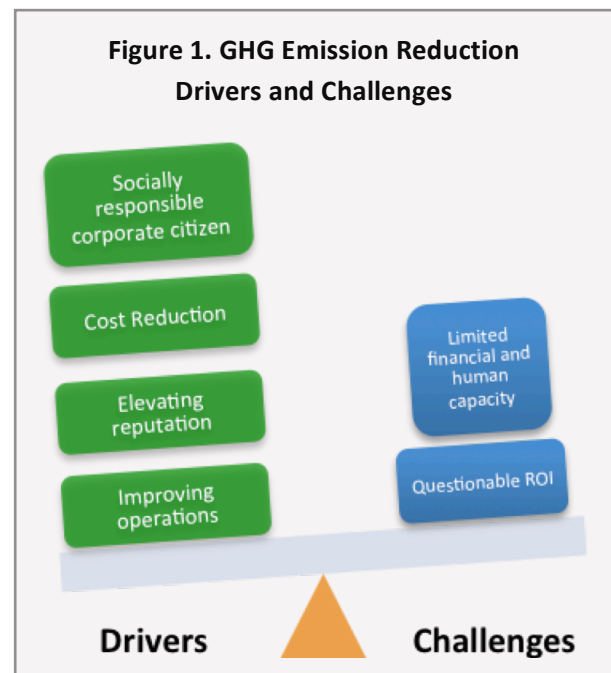 Figure 1. GHG Emission Reduction
Drivers and Challenges
Socially
responsible
corporate citizen
Cost Reduction
Elevating
reputation
Improving
operations
Limited
financial and
human
capacity
Questionable ROI
Drivers
Challenges